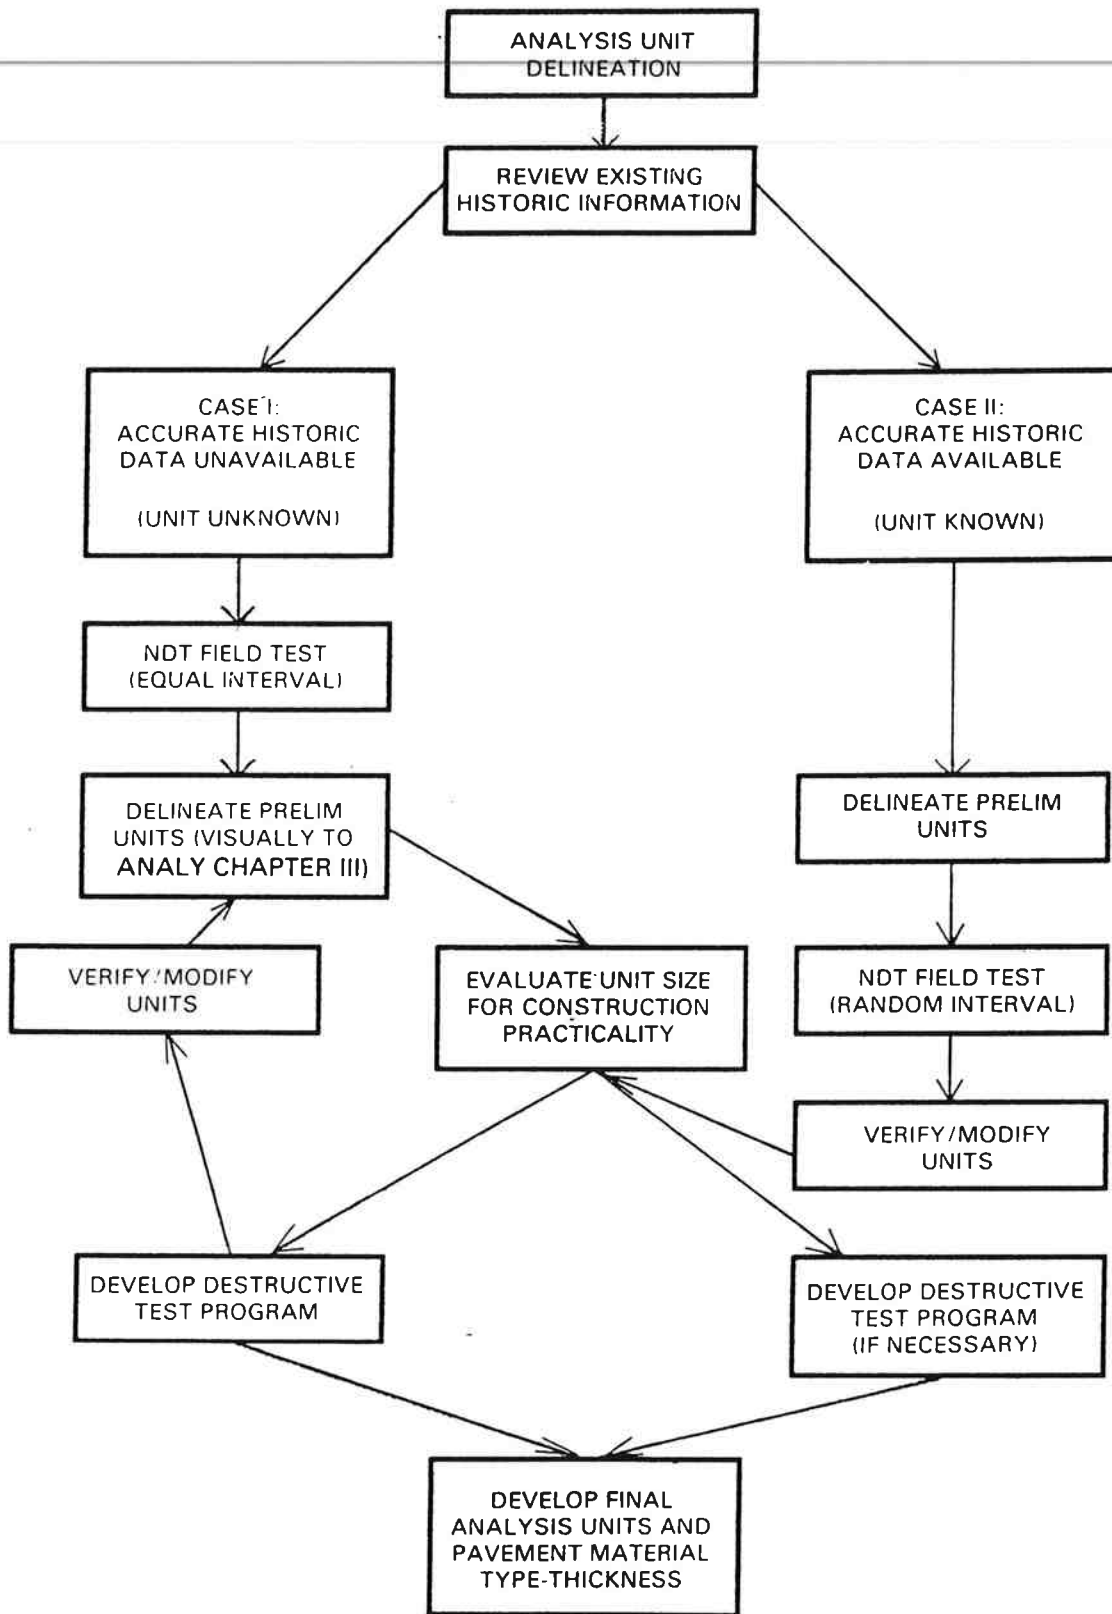 ANALYSIS UNIT
DELINEATION
REVIEW EXISTING
HISTORIC INFORMATION
CASE I:
ACCURATE HISTORIC
DATA UNAVAILABLE
(UNIT UNKNOWN)
CASE II:
ACCURATE HISTORIC
DATA AVAILABLE
(UNIT KNOWN)
NDT FIELD TEST
(EQUAL INTERVAL)
DELINEATE PRELIM
UNITS (VISUALLY TO
ANALY CHAPTER III)
DELINEATE PRELIM
UNITS
VERIFY/MODIFY
UNITS
EVALUATE UNIT SIZE
FOR CONSTRUCTION
PRACTICALITY
NDT FIELD TEST
(RANDOM INTERVAL)
VERIFY/MODIFY
UNITS
DEVELOP DESTRUCTIVE
TEST PROGRAM
DEVELOP DESTRUCTIVE
TEST PROGRAM
(IF NECESSARY)
DEVELOP FINAL
ANALYSIS UNITS AND
PAVEMENT MATERIAL
TYPE-THICKNESS